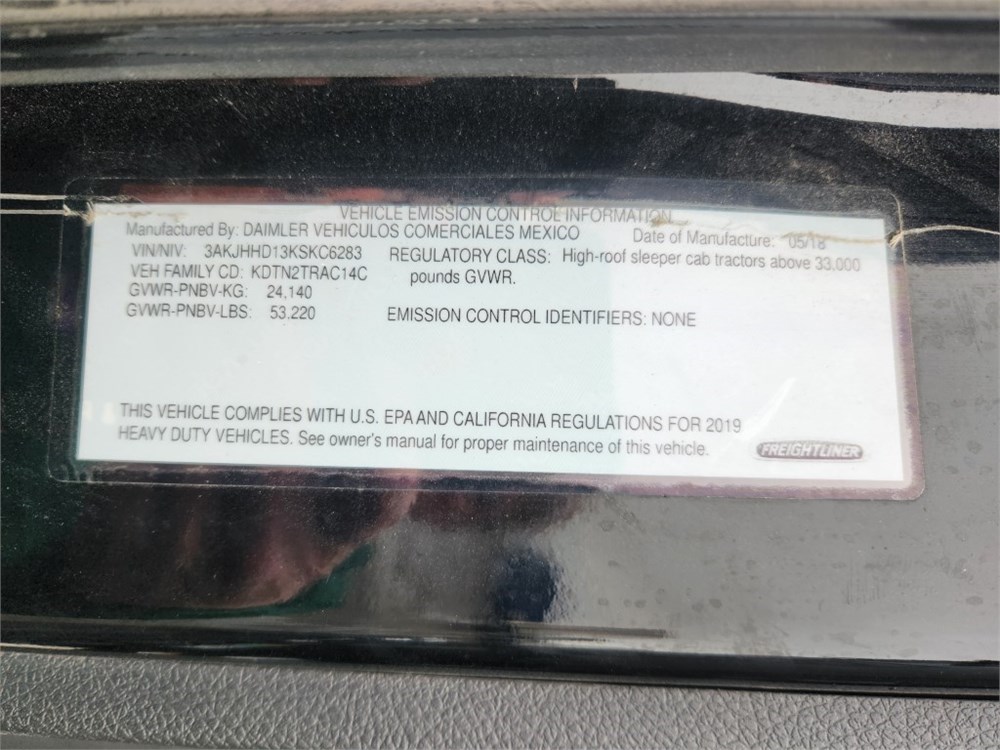 VEHICLE EMISSION CONTROL INFORMATION
Manufactured By: DAIMLER VEHICULOS COMERCIALES MEXICO Date of Manufacture: 05/18
VIN/NIV: 3AKJHHD13KSKC6283 REGULATORY CLASS: High-roof sleeper cab tractors above 33.000
VEH FAMILY CD: KDTN2TRAC14C pounds GVWR.
GVWR-PNBV-KG: 24,140
GVWR-PNBV-LBS: 53.220 EMISSION CONTROL IDENTIFIERS: NONE
THIS VEHICLE COMPLIES WITH U.S. EPA AND CALIFORNIA REGULATIONS FOR 2019
HEAVY DUTY VEHICLES. See owner's manual for proper maintenance of this vehicle.
FREIGHTLINER